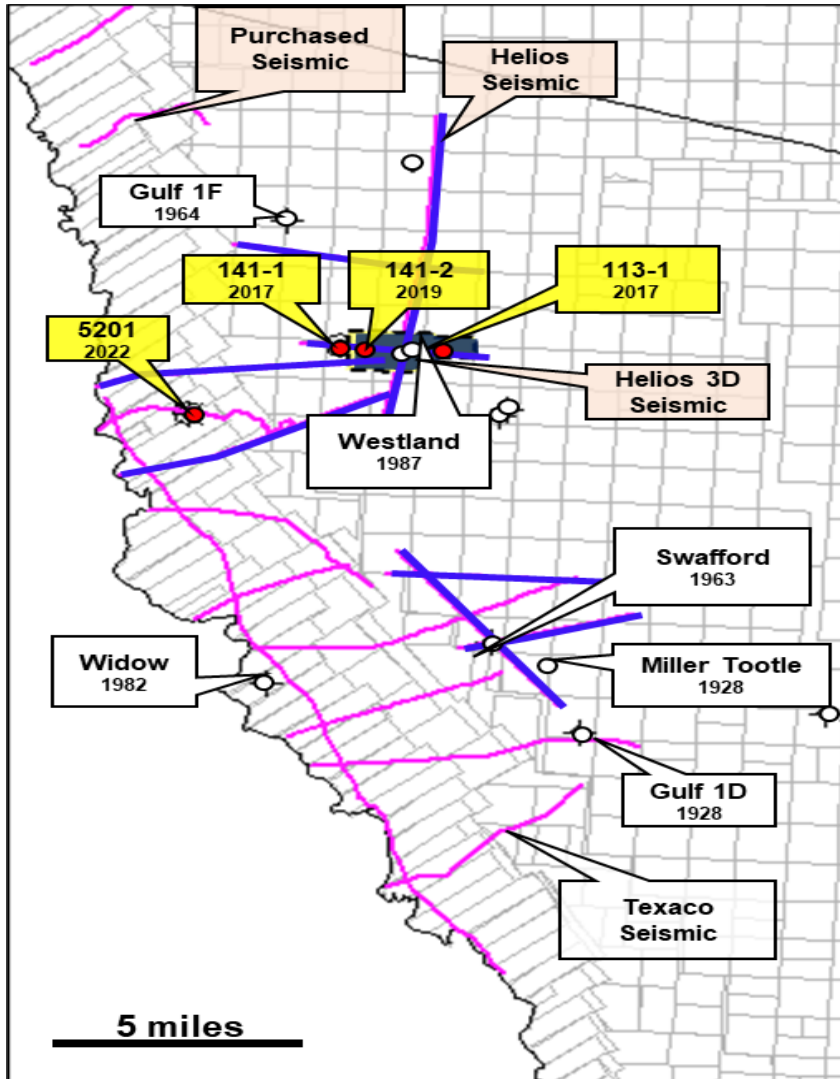 Purchased
Seismic
Helios
Seismic
Gulf 1F
1964
141-1
2017
141-2
2019
113-1
2017
5201
2022
Helios 3D
Seismic
Westland
1987
Swafford
1963
Widow
1982
Miller Tootle
1928
Gulf 1D
1928
Texaco
Seismic
5 miles